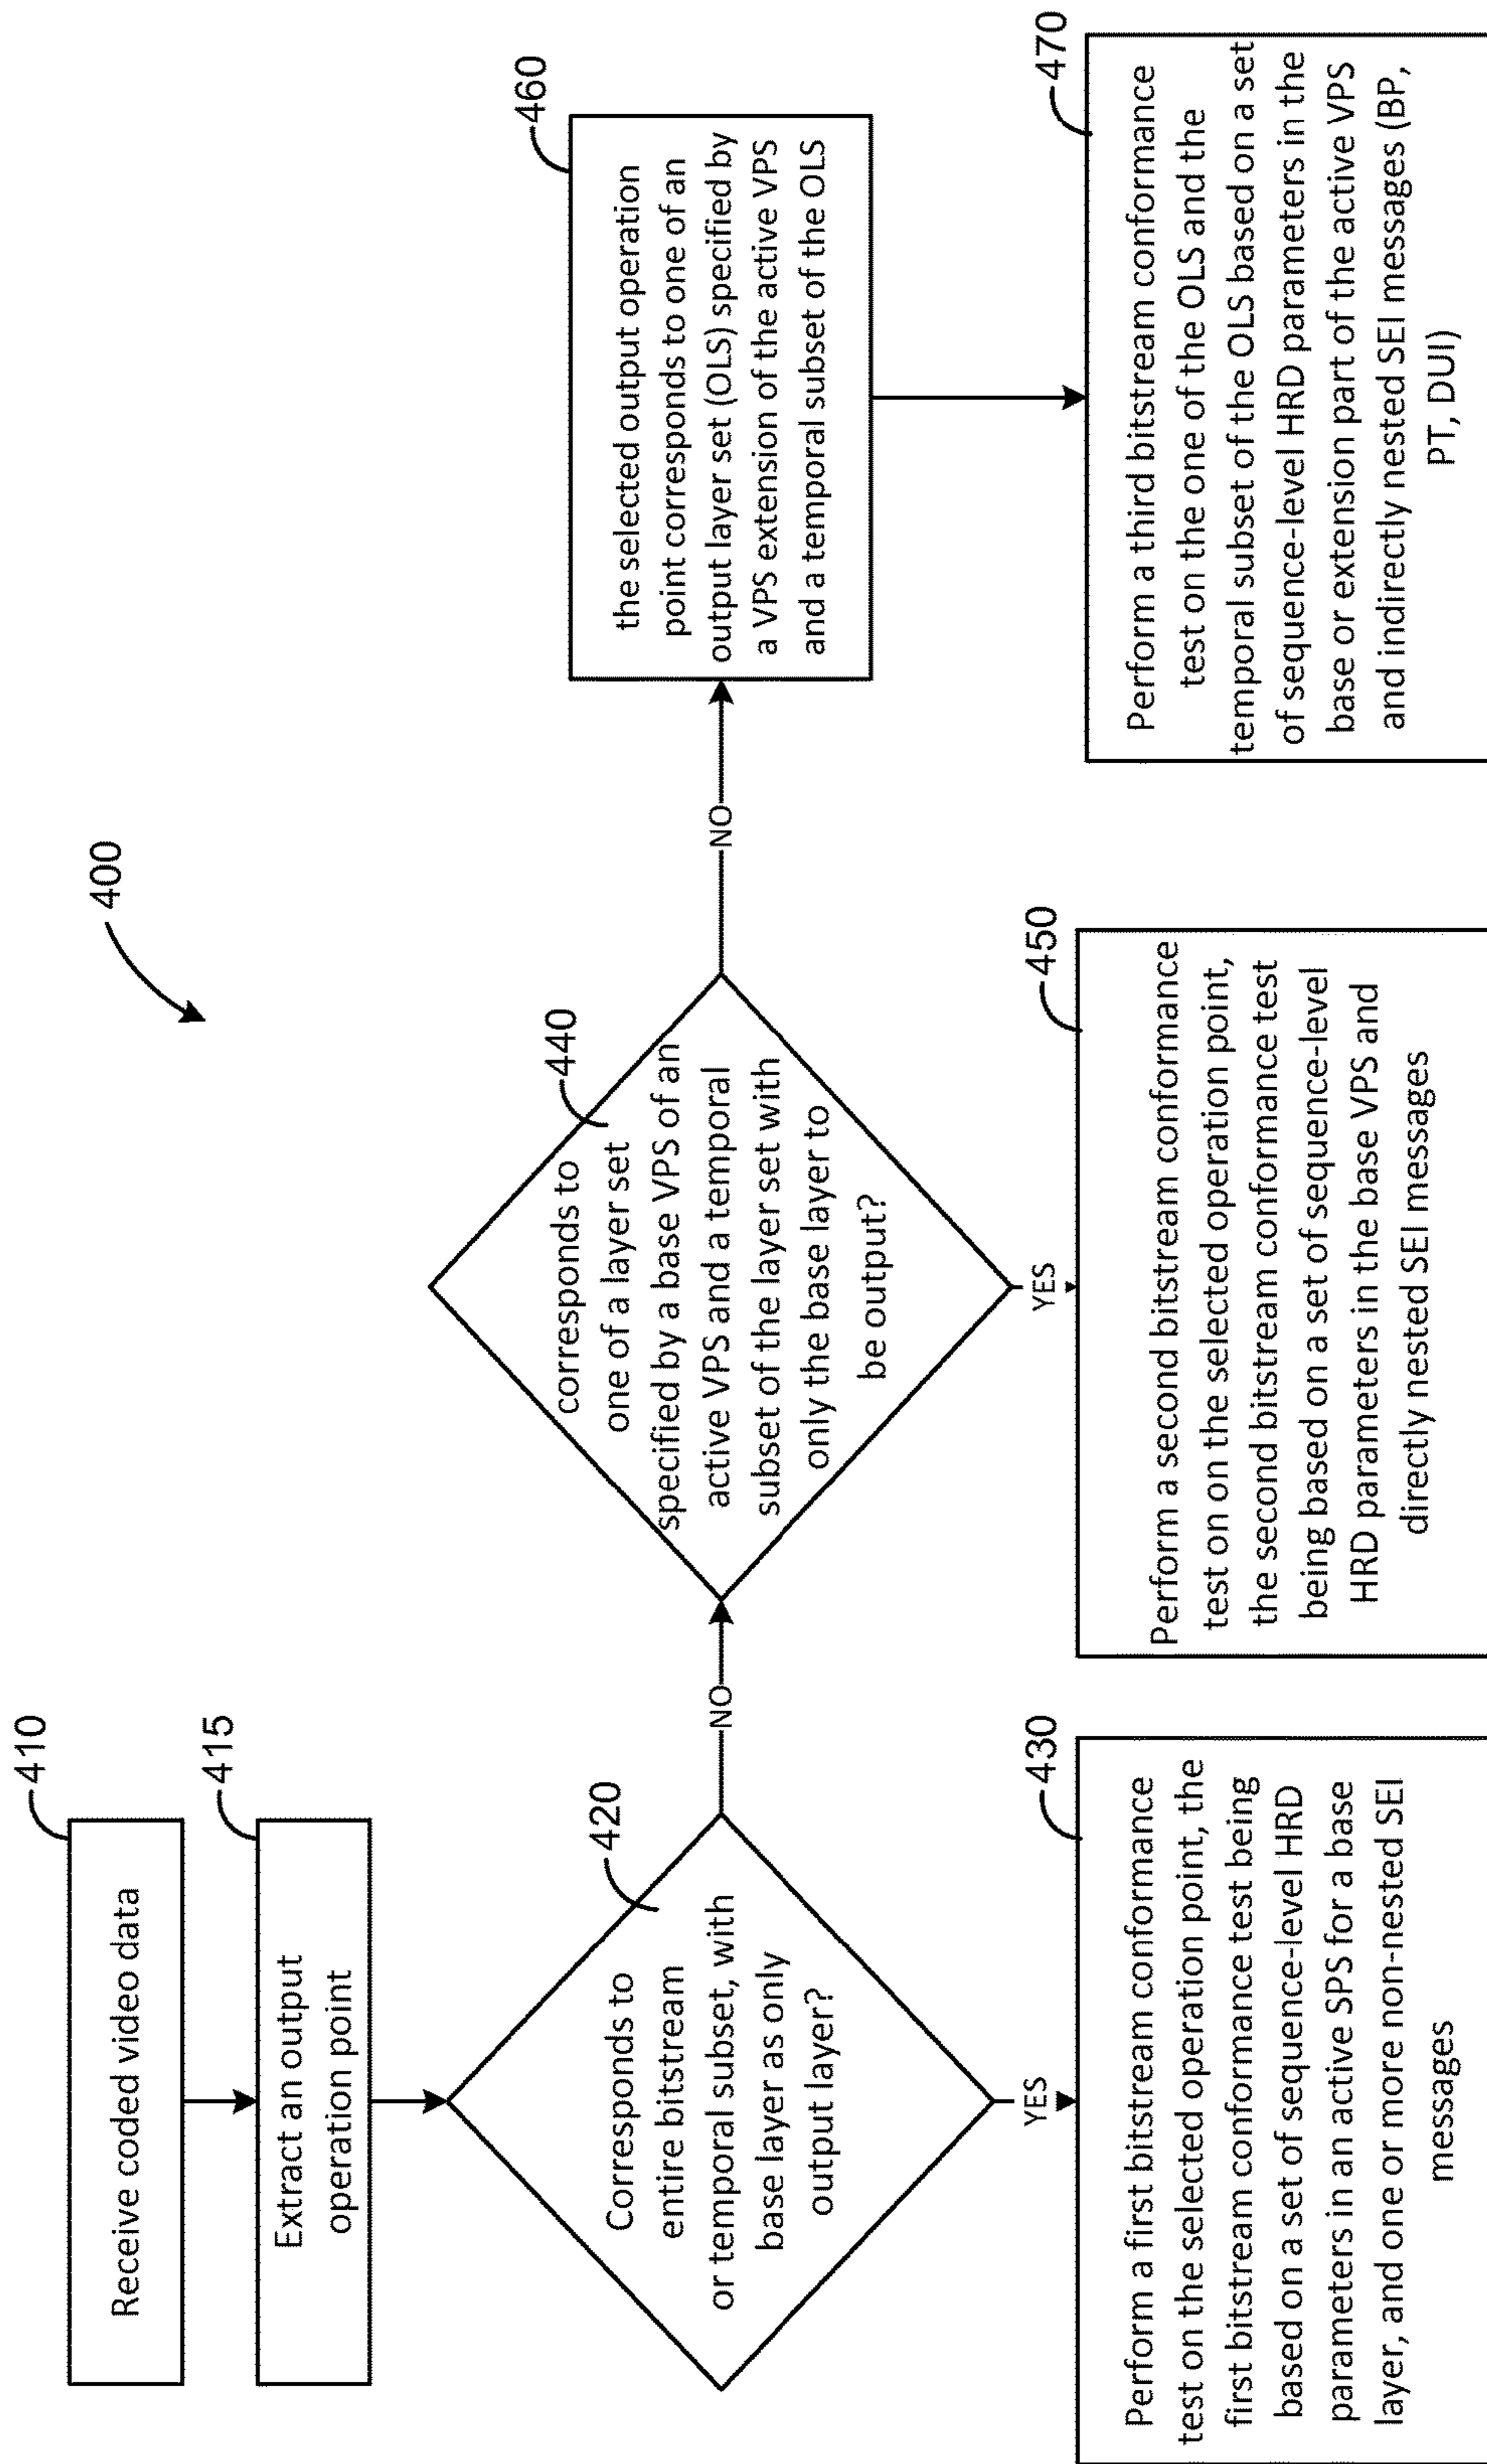 400
410
Receive coded video data
415
Extract an output
operation point
420
Corresponds to
entire bitstream
or temporal subset, with
base layer as only
output layer?
YES
NO
430
Perform a first bitstream conformance
test on the selected operation point, the
first bitstream conformance test being
based on a set of sequence-level HRD
parameters in an active SPS for a base
layer, and one or more non-nested SEI
messages
440
corresponds to
one of a layer set
specified by a base VPS of an
active VPS and a temporal
subset of the layer set with
only the base layer to
be output?
YES
NO
450
Perform a second bitstream conformance
test on on the selected operation point,
the second bitstream conformance test
being based on a set of sequence-level
HRD parameters in the base VPS and
directly nested SEI messages
460
the selected output operation
point corresponds to one of an
output layer set (OLS) specified by
a VPS extension of the active VPS
and a temporal subset of the OLS
470
Perform a third bitstream conformance
test on the one of the OLS and the
temporal subset of the OLS based on a set
of sequence-level HRD parameters in the
base or extension part of the active VPS
and indirectly nested SEI messages (BP,
PT, DUI)